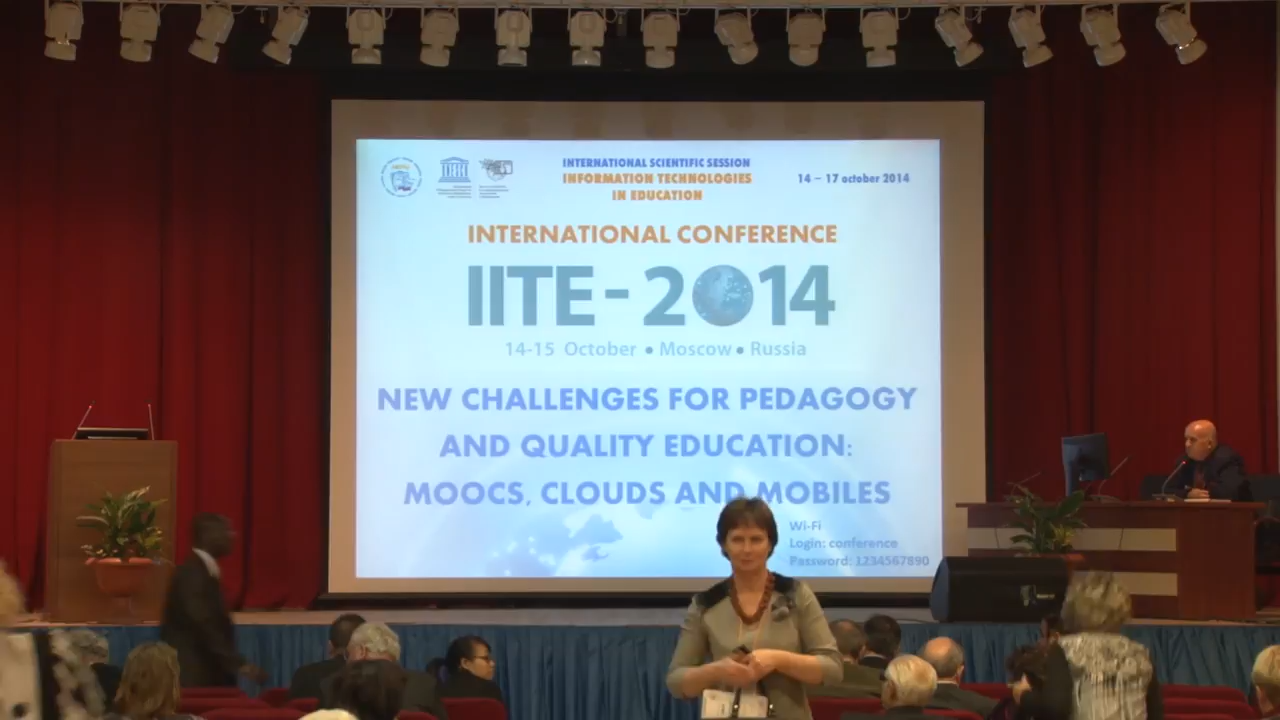 INTERNATIONAL SCIENTIFIC SESSION
INFORMATION TECHNOLOGIES
IN EDUCATION
14 – 17 october 2014
INTERNATIONAL CONFERENCE
IITE-2014
14-15 October • Moscow • Russia
NEW CHALLENGES FOR PEDAGOGY
AND QUALITY EDUCATION:
MOOCS, CLOUDS AND MOBILES
Wi-Fi
Login: conference
Password: 1234567890